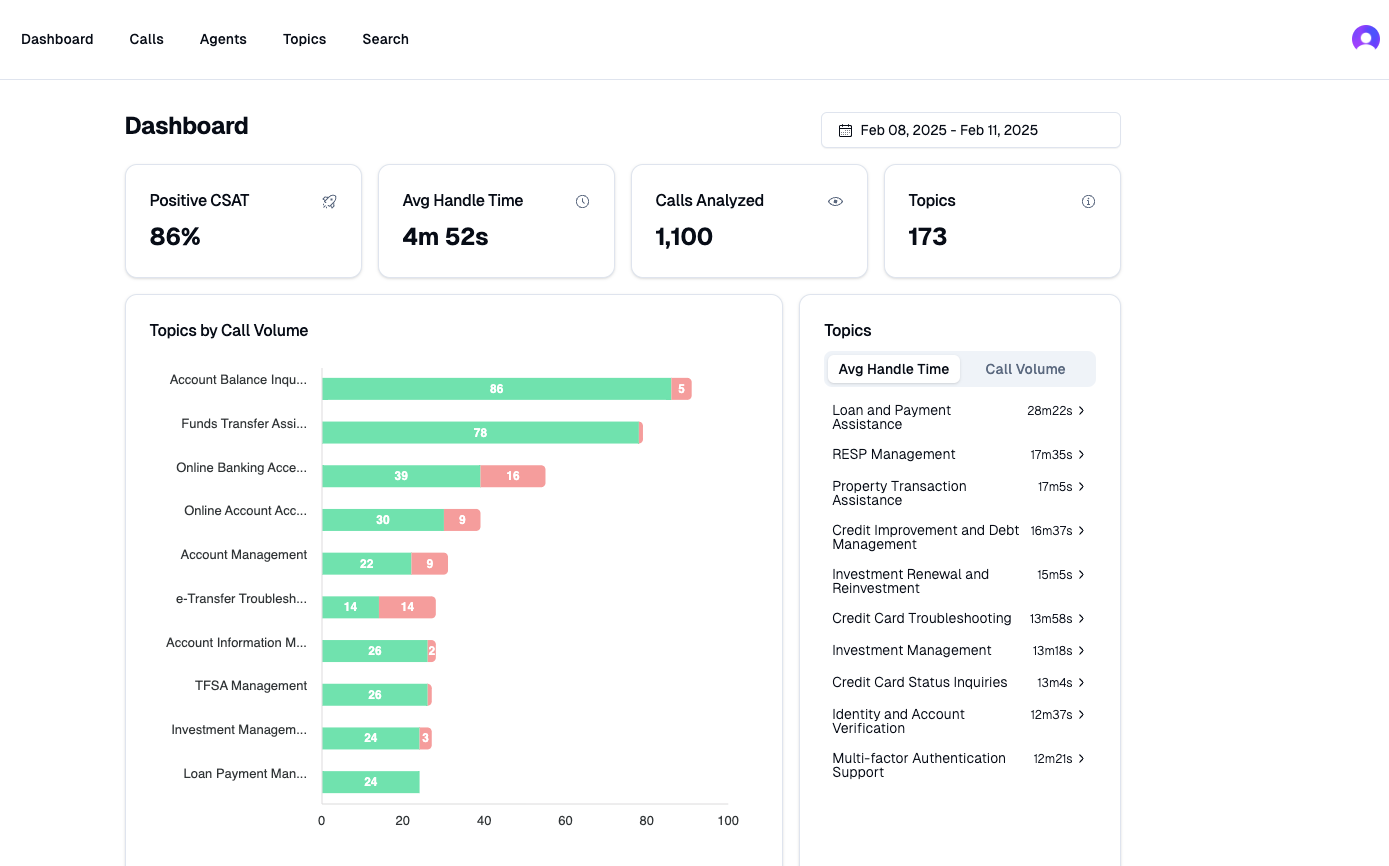 Dashboard Calls Agents Topics Search
Dashboard
Feb 08, 2025 - Feb 11, 2025
Positive CSAT
86%
Avg Handle Time
4m 52s
Calls Analyzed
1,100
Topics
173
Topics by Call Volume
Account Balance Inqu... 86 5
Funds Transfer Assi... 78
Online Banking Acce... 39 16
Online Account Acc... 30 9
Account Management 22 9
e-Transfer Troublesh... 14 14
Account Information M... 26 2
TFSA Management 26
Investment Managem... 24 3
Loan Payment Man... 24
0 20 40 60 80 100
Topics
Avg Handle Time Call Volume
Loan and Payment 28m22s
Assistance
RESP Management 17m35s
Property Transaction 17m5s
Assistance
Credit Improvement and Debt 16m37s
Management
Investment Renewal and 15m5s
Reinvestment
Credit Card Troubleshooting 13m58s
Investment Management 13m18s
Credit Card Status Inquiries 13m4s
Identity and Account 12m37s
Verification
Multi-factor Authentication 12m21s
Support